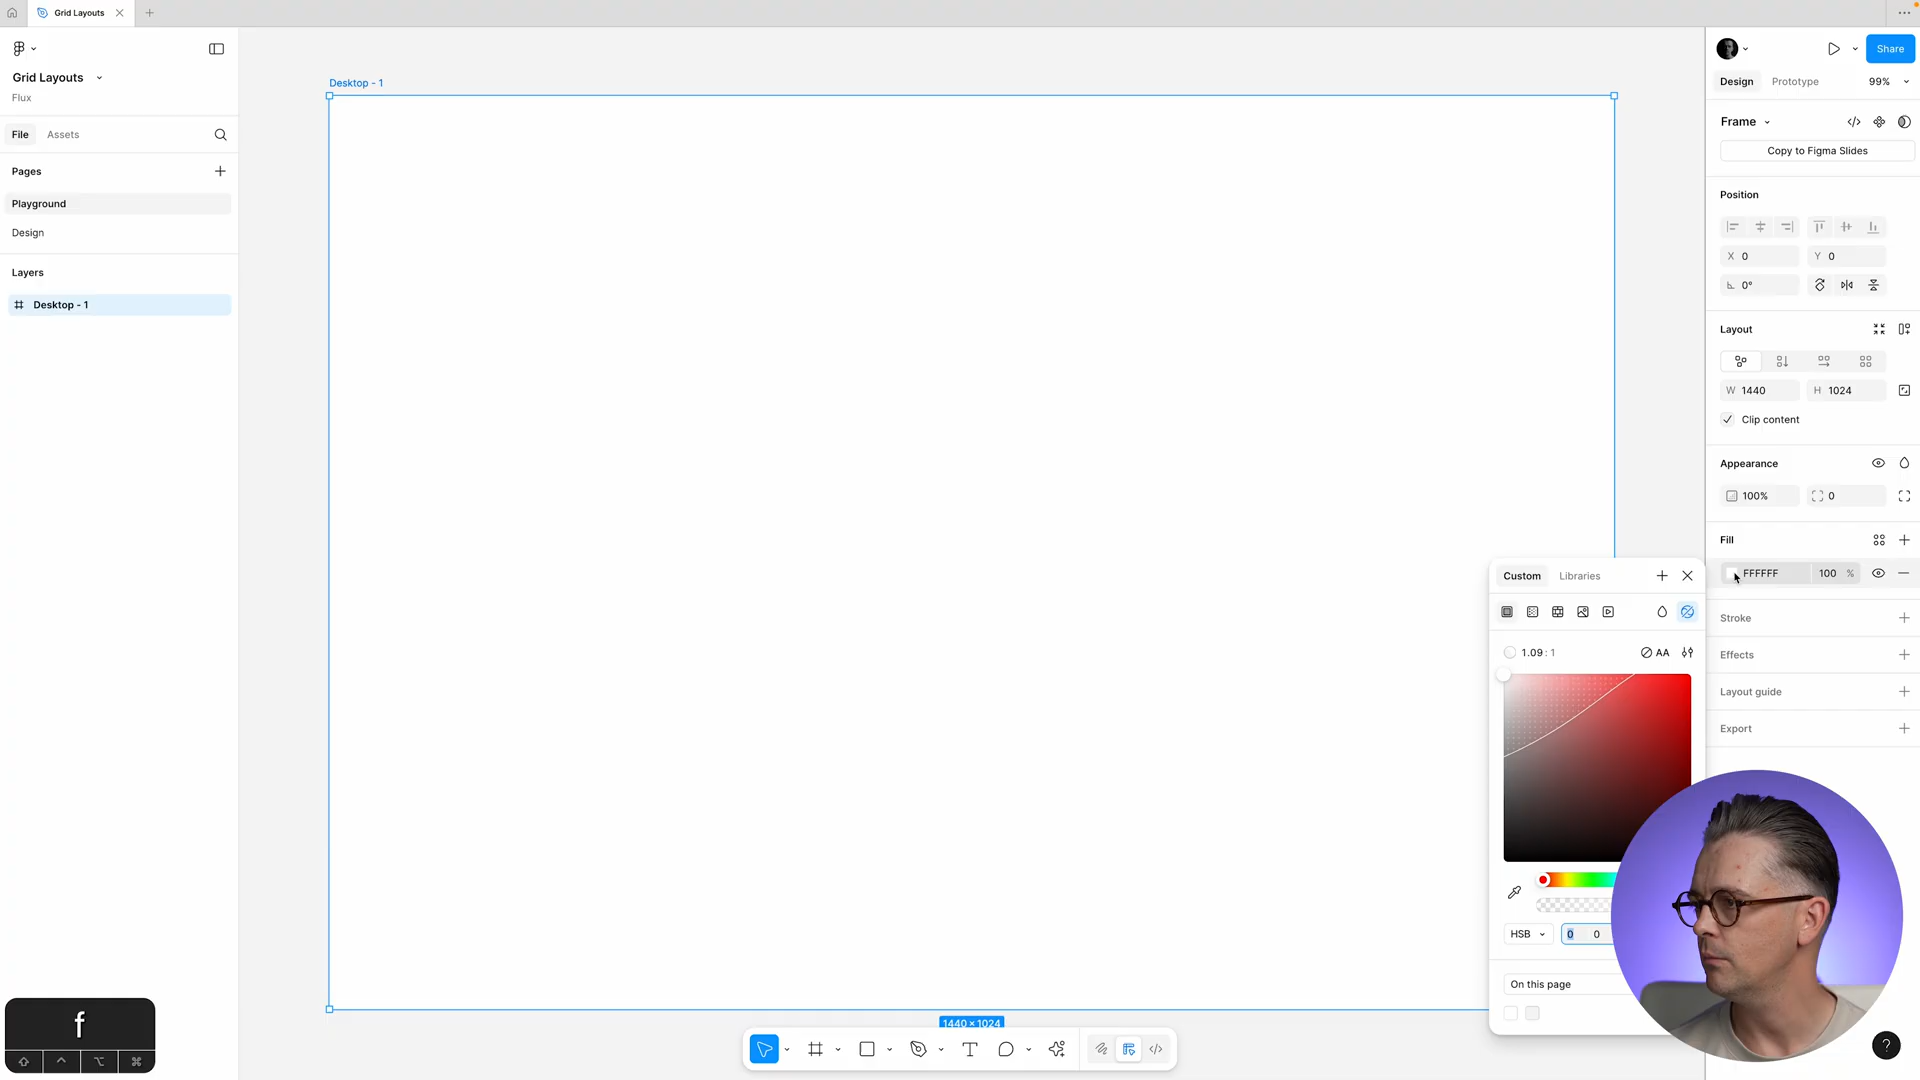 Grid Layouts
Grid Layouts
Flux
File
Assets
Pages
Playground
Design
Layers
Desktop - 1
Desktop - 1
1440 × 1024
f
Share
Design
Prototype
99%
Frame
Copy to Figma Slides
Position
X 0
Y 0
0°
Layout
W 1440
H 1024
Clip content
Appearance
100%
0
Fill
FFFFFF
100 %
Stroke
Effects
Layout guide
Export
Custom
Libraries
1.09 : 1
AA
HSB
0
0
On this page
?